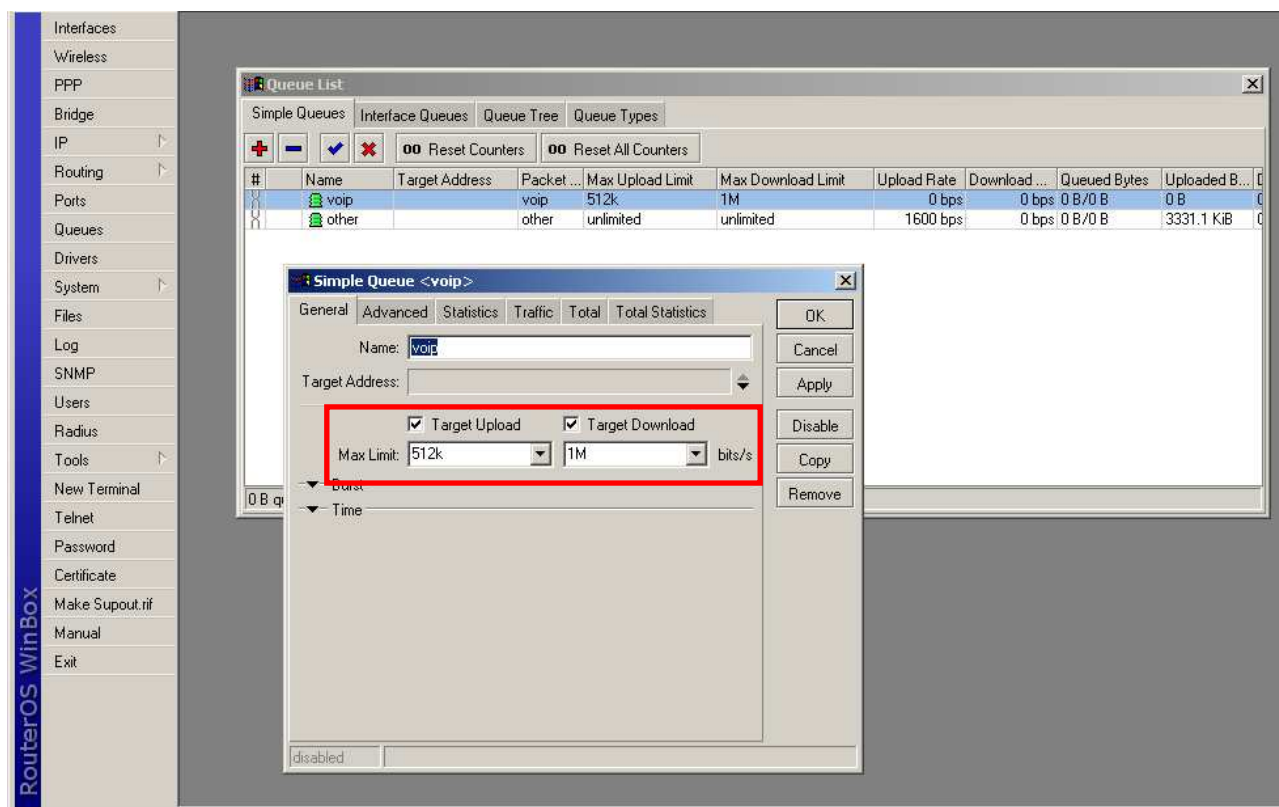 Interfaces
Wireless
PPP
Bridge
IP
Routing
Ports
Queues
Drivers
System
Files
Log
SNMP
Users
Radius
Tools
New Terminal
Telnet
Password
Certificate
Make Supout.rif
Manual
Exit
RouterOS WinBox
Queue List
Simple Queues Interface Queues Queue Tree Queue Types
00 Reset Counters 00 Reset All Counters
# Name Target Address Packet ... Max Upload Limit Max Download Limit Upload Rate Download ... Queued Bytes Uploaded B...
voip voip 512k 1M 0 bps 0 bps 0 B/0 B 0 B
other other unlimited unlimited 1600 bps 0 bps 0 B/0 B 3331.1 KiB
0 B
Simple Queue <voip>
General Advanced Statistics Traffic Total Total Statistics
Name: voip
Target Address:
Target Upload Target Download
Max Limit: 512k 1M bits/s
Burst
Time
OK
Cancel
Apply
Disable
Copy
Remove
disabled